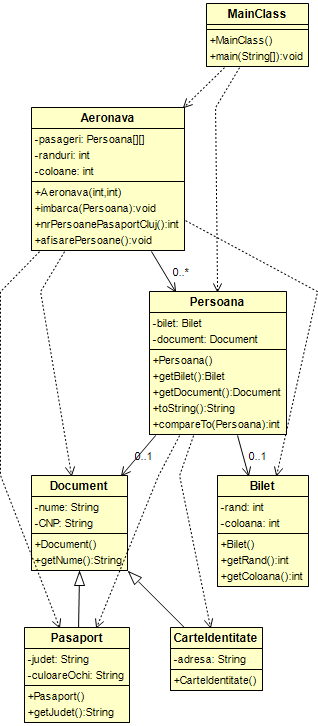 MainClass
+MainClass()
+main(String[]):void
Aeronava
-pasageri: Persoana[][]
-randuri: int
-coloane: int
+Aeronava(int,int)
+imbarca(Persoana):void
+nrPersoanePasaportCluj():int
+afisarePersoane():void
0..*
Persoana
-bilet: Bilet
-document: Document
+Persoana()
+getBilet():Bilet
+getDocument():Document
+toString():String
+compareTo(Persoana):int
0..1
0..1
Document
-nume: String
-CNP: String
+Document()
+getNume():String
Bilet
-rand: int
-coloana: int
+Bilet()
+getRand():int
+getColoana():int
Pasaport
-judet: String
-culoareOchi: String
+Pasaport()
+getJudet():String
CarteIdentitate
-adresa: String
+CarteIdentitate()